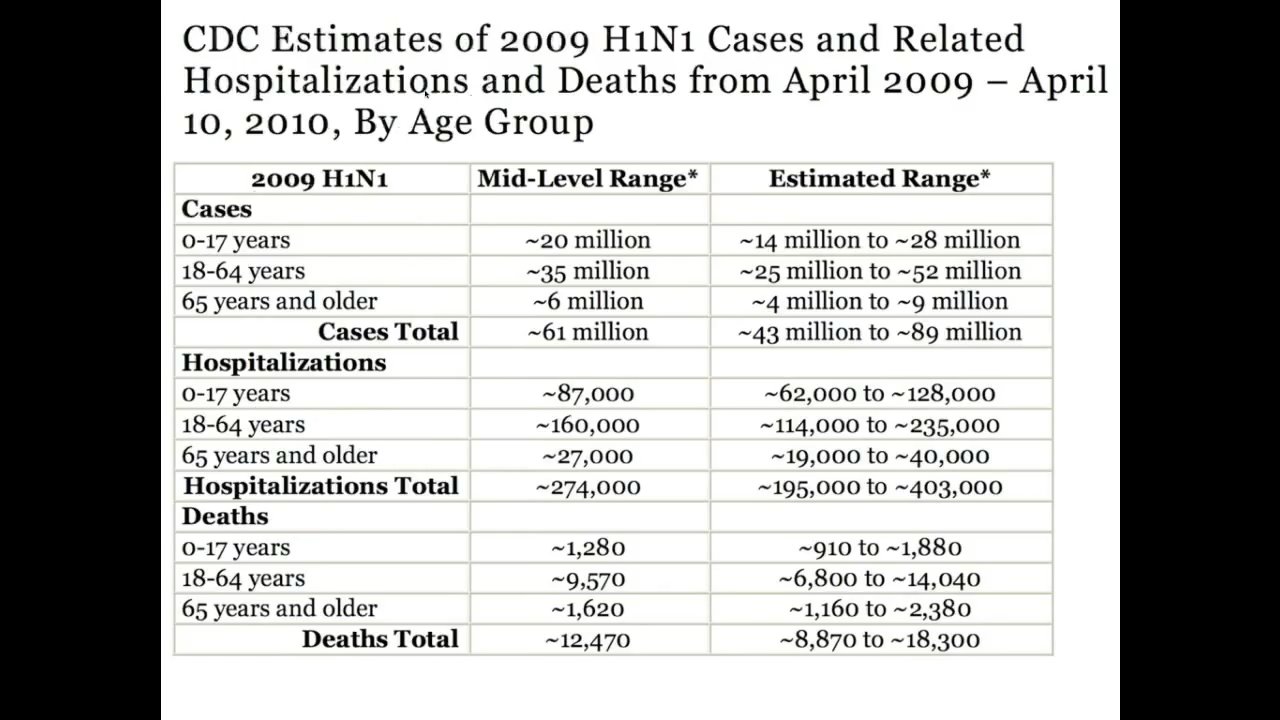 CDC Estimates of 2009 H1N1 Cases and Related
Hospitalizations and Deaths from April 2009 – April
10, 2010, By Age Group
2009 H1N1 Mid-Level Range* Estimated Range*
Cases
0-17 years ~20 million ~14 million to ~28 million
18-64 years ~35 million ~25 million to ~52 million
65 years and older ~6 million ~4 million to ~9 million
Cases Total ~61 million ~43 million to ~89 million
Hospitalizations
0-17 years ~87,000 ~62,000 to ~128,000
18-64 years ~160,000 ~114,000 to ~235,000
65 years and older ~27,000 ~19,000 to ~40,000
Hospitalizations Total ~274,000 ~195,000 to ~403,000
Deaths
0-17 years ~1,280 ~910 to ~1,880
18-64 years ~9,570 ~6,800 to ~14,040
65 years and older ~1,620 ~1,160 to ~2,380
Deaths Total ~12,470 ~8,870 to ~18,300